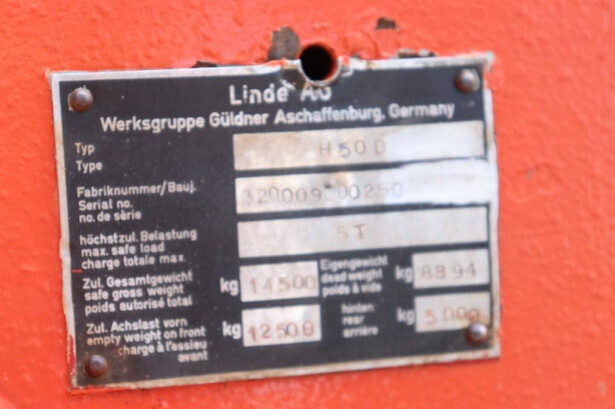 Linde AG
Werksgruppe Güldner Aschaffenburg, Germany
Typ
Type
H50D
Fabriknummer/Bauj.
Serial no.
no. de série
höchstzul. Belastung
max. safe load
charge totale max.
5T
Zul. Gesamtgewicht
safe gross weight
poids autorisé total
kg 14500
Eigengewicht
dead weight
poids à vide
kg 8894
Zul. Achslast vorn
empty weight on front
charge à l'essieu
avant
kg 12500
hinten
rear
arrière
kg 5000